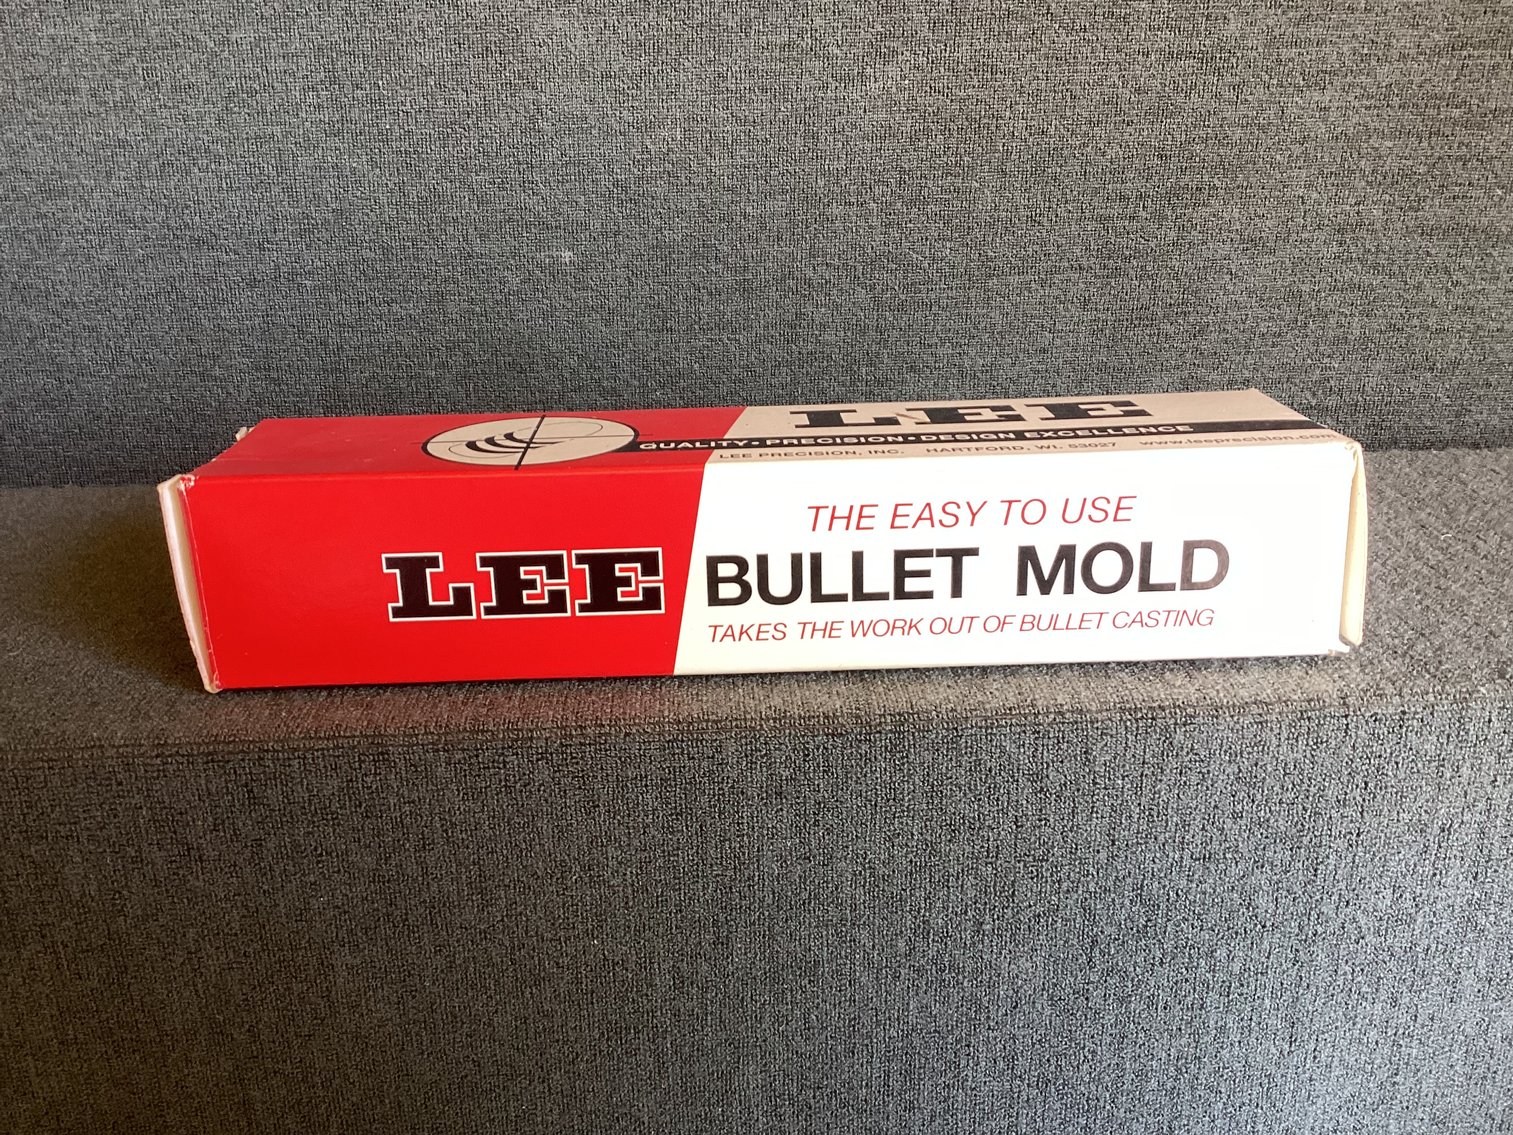 LEE
QUALITY • PRECISION • DESIGN EXCELLENCE
LEE PRECISION, INC. HARTFORD, WI. 53027 www.leeprecision.com
LEE
THE EASY TO USE
BULLET MOLD
TAKES THE WORK OUT OF BULLET CASTING